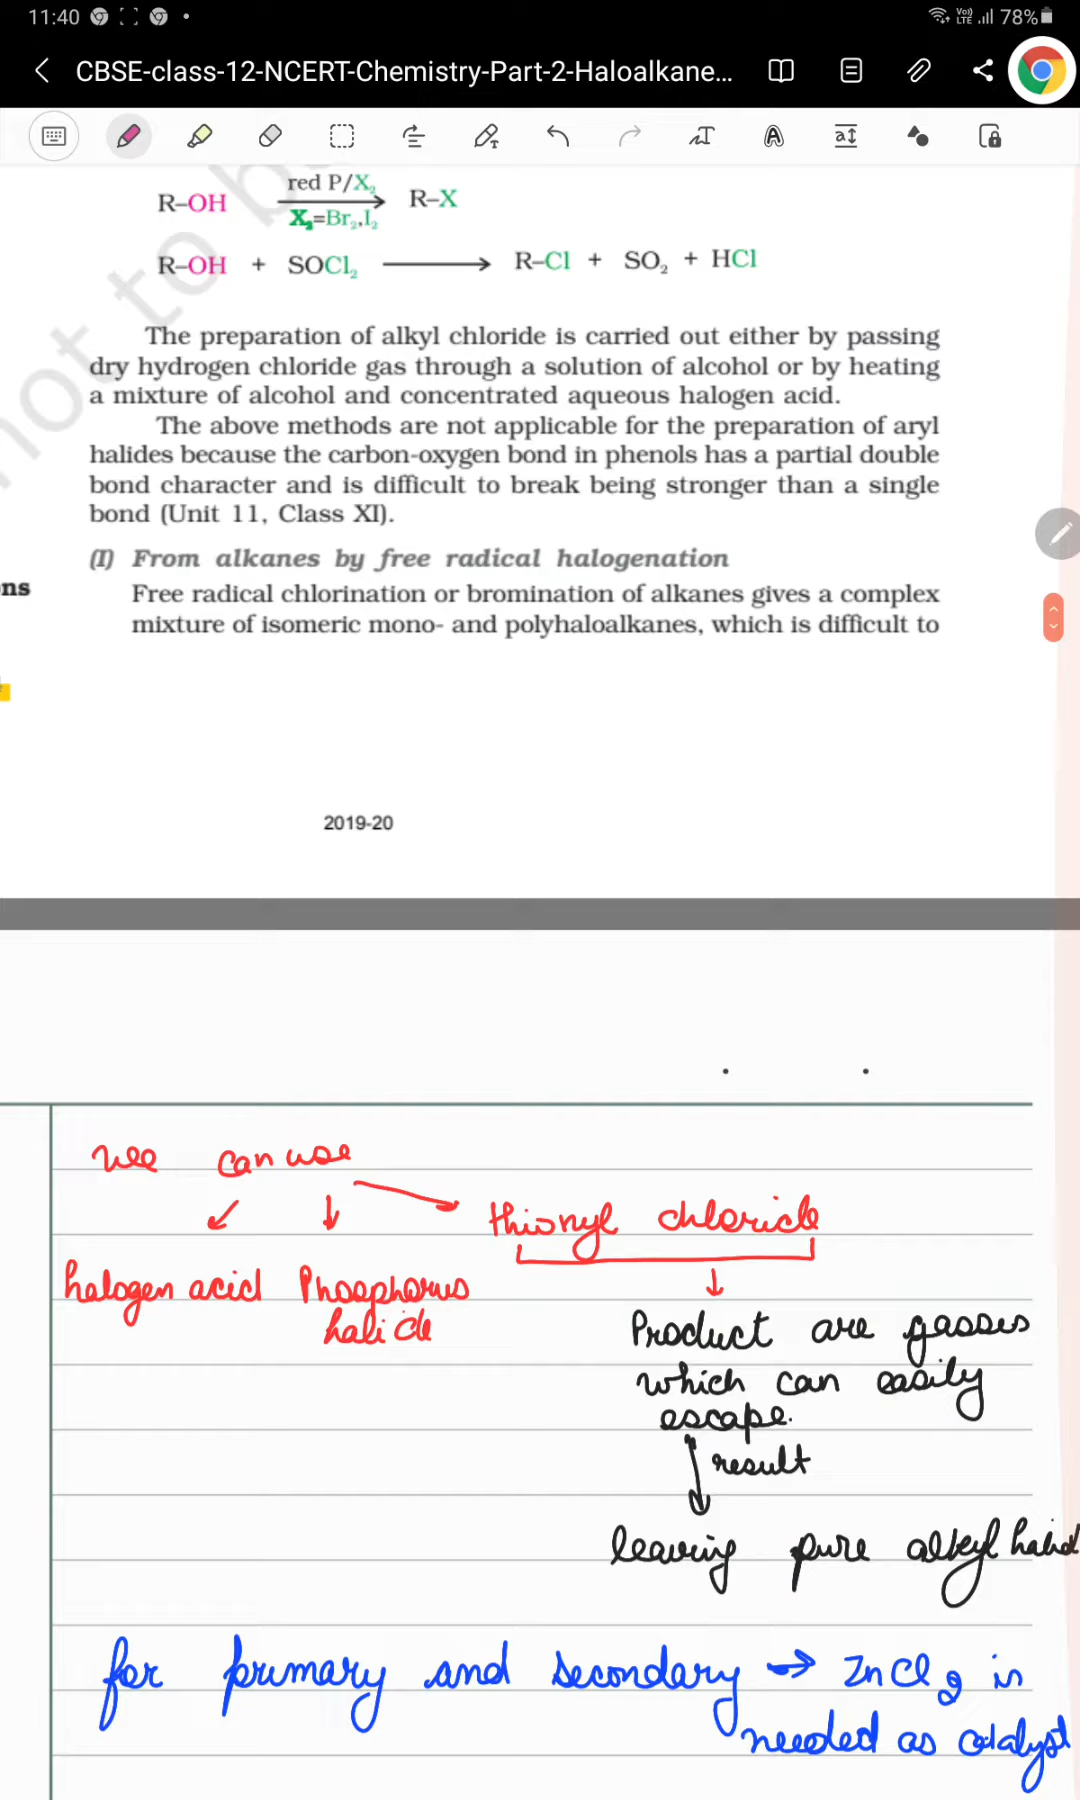 11:40
78%
CBSE-class-12-NCERT-Chemistry-Part-2-Haloalkane...
not to b
R–OH red P/X₂ X₂=Br₂,I₂ R–X
R–OH + SOCl₂ ⟶ R–Cl + SO₂ + HCl
The preparation of alkyl chloride is carried out either by passing
dry hydrogen chloride gas through a solution of alcohol or by heating
a mixture of alcohol and concentrated aqueous halogen acid.
The above methods are not applicable for the preparation of aryl
halides because the carbon-oxygen bond in phenols has a partial double
bond character and is difficult to break being stronger than a single
bond (Unit 11, Class XI).
(I) From alkanes by free radical halogenation
ns
Free radical chlorination or bromination of alkanes gives a complex
mixture of isomeric mono- and polyhaloalkanes, which is difficult to
2019-20
we can use
thionyl chloride
halogen acid Phosphorus
halide
Product are gasses
which can easily
escape.
result
leaving pure alkyl halid
for primary and secondary → ZnCl₂ is
needed as catalyst